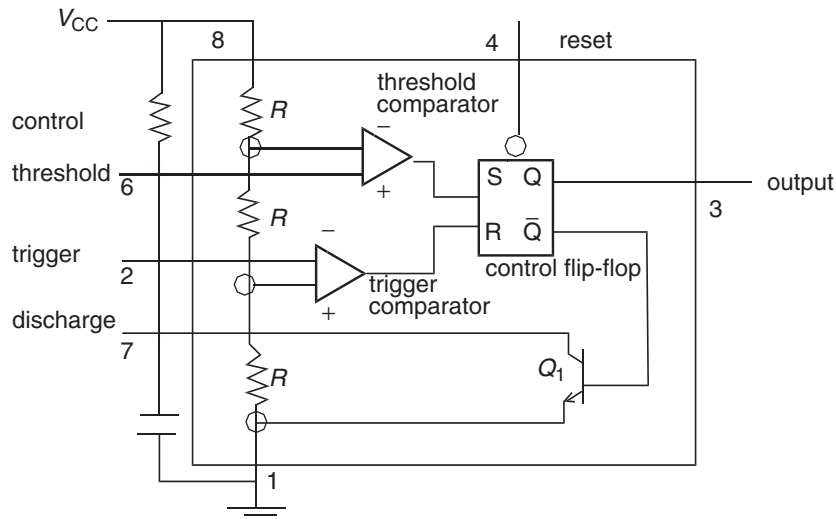 V_CC
8
4
reset
threshold
comparator
R
control
−
threshold
6
+
S Q
output
3
R
R Q̄
−
trigger
2
control flip-flop
trigger
comparator
+
discharge
7
R
Q₁
1